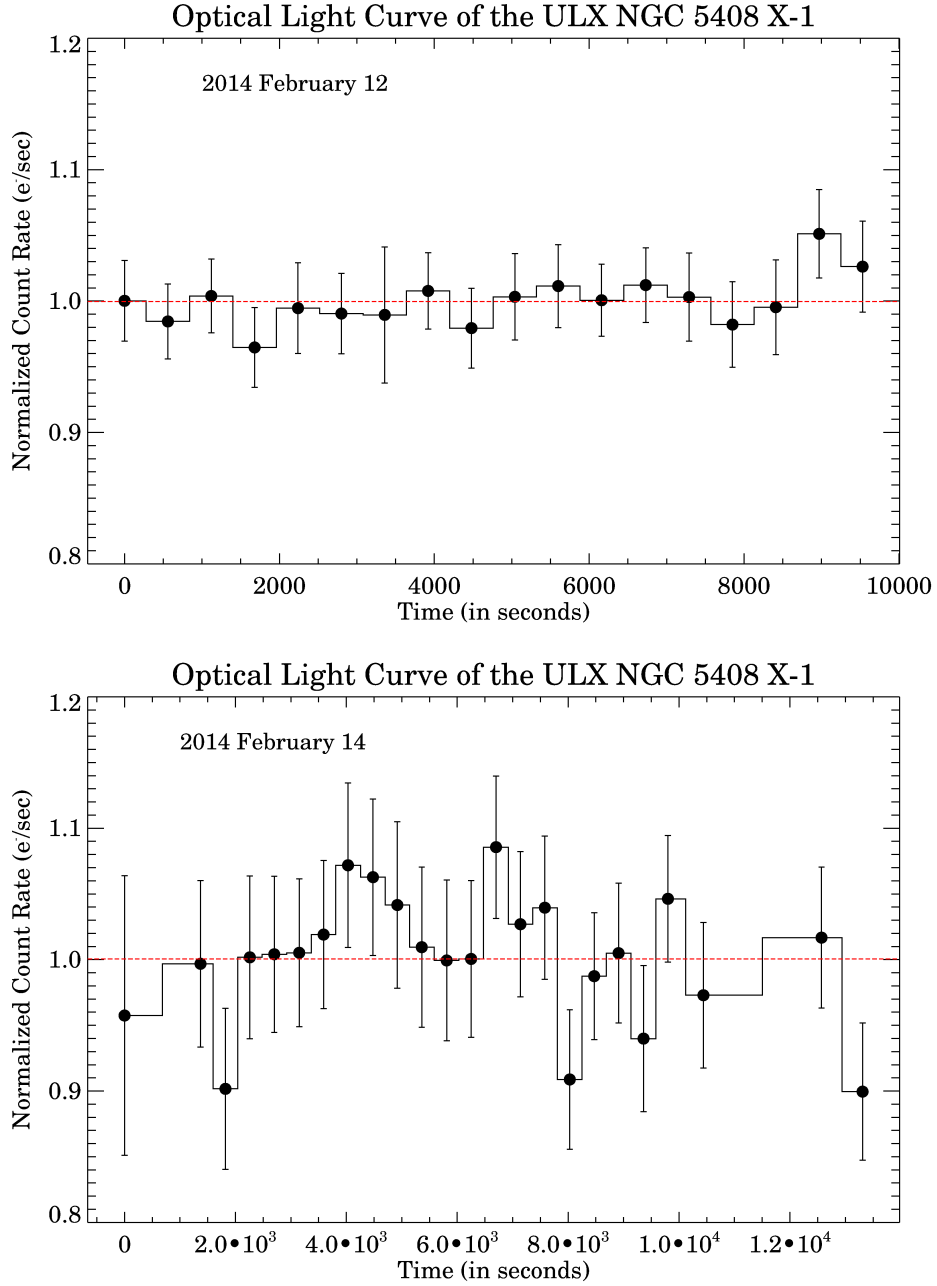 Optical Light Curve of the ULX NGC 5408 X-1
1.2
2014 February 12
1.1
1.0
0.9
0.8
Normalized Count Rate (e⁻/sec)
0 2000 4000 6000 8000 10000
Time (in seconds)
Optical Light Curve of the ULX NGC 5408 X-1
1.2
2014 February 14
1.1
1.0
0.9
0.8
Normalized Count Rate (e⁻/sec)
0 2.0•10³ 4.0•10³ 6.0•10³ 8.0•10³ 1.0•10⁴ 1.2•10⁴
Time (in seconds)